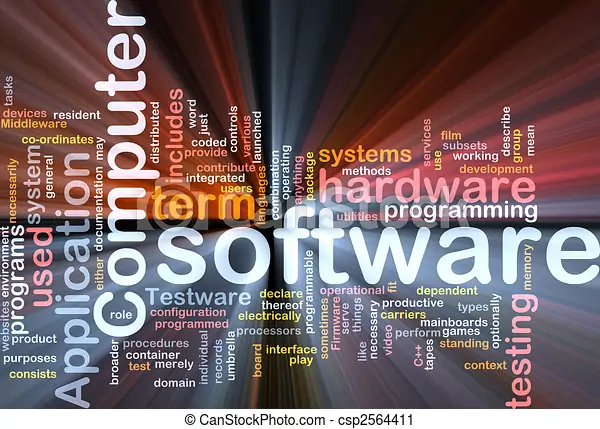 tasks
devices
resident
Middleware
co-ordinates
necessarily
general
system
Application
documentation
may
Computer
distributed
includes
word
just
coded
provide
contribute
integrated
users
controls
various
launched
languages
combination
operating
anything
package
systems
methods
services
use
film
subsets
working
development
group
describe
mean
term
hardware
programming
utilities
software
websites
environment
programs
used
either
product
purposes
consists
role
broader
Testware
configuration
programmed
procedures
container
test
merely
domain
individual
records
umbrella
declare
thereof
electrically
processors
board
interface
play
programmable
sometimes
Firmware
serve
operational
things
like
necessary
video
fit
productive
carriers
perform
dependent
types
mainboards
games
C++
tapes
standing
optionally
context
testing
© CanStockPhoto.com - csp2564411